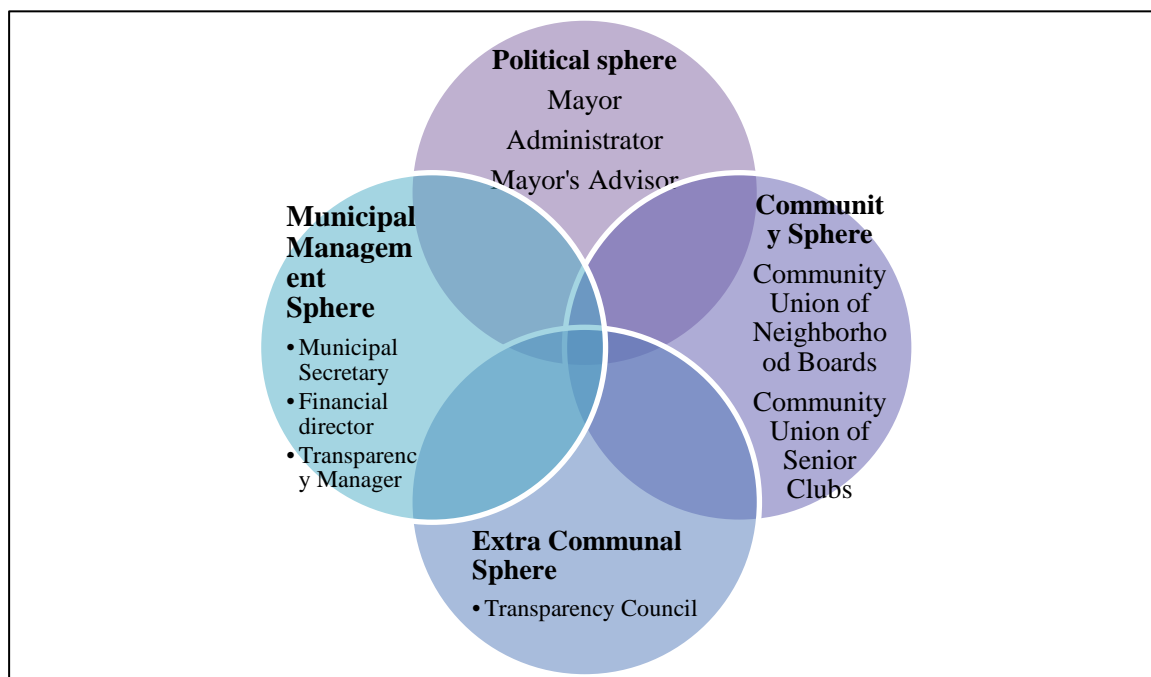 Political sphere
Mayor
Administrator
Mayor's Advisor
Municipal
Managem
ent
Sphere
• Municipal
Secretary
• Financial
director
• Transparenc
y Manager
Communit
y Sphere
Community
Union of
Neighborho
od Boards
Community
Union of
Senior
Clubs
Extra Communal
Sphere
• Transparency Council